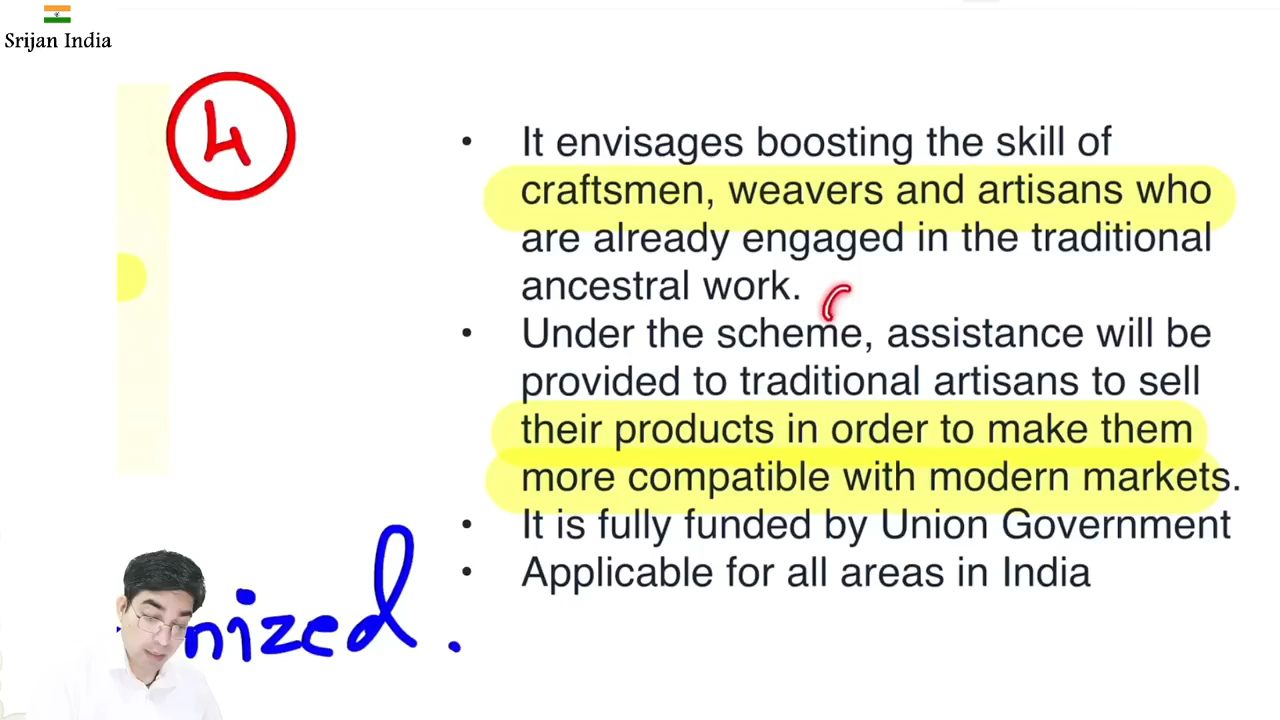 Srijan India
4
• It envisages boosting the skill of
craftsmen, weavers and artisans who
are already engaged in the traditional
ancestral work.
• Under the scheme, assistance will be
provided to traditional artisans to sell
their products in order to make them
more compatible with modern markets.
• It is fully funded by Union Government
• Applicable for all areas in India
nized.